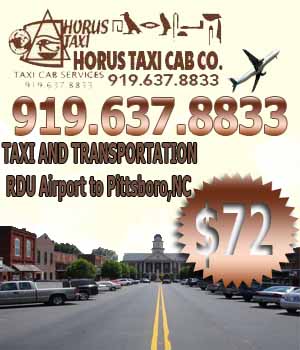 HORUS
TAXI
TAXI CAB SERVICES
919.637.8833
HORUS TAXI CAB CO.
919.637.8833
919.637.8833
TAXI AND TRANSPORTATION
RDU Airport to Pittsboro,NC
$72